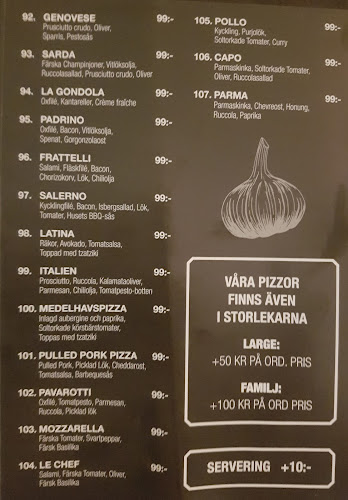 92. GENOVESE 99:-
Prusciutto crudo, Oliver,
Sparris, Pestosås
93. SARDA 99:-
Färska Champinjoner, Vitlöksolja,
Ruccolasallad, Prusciutto crudo, Oliver
94. LA GONDOLA 99:-
Oxfilé, Kantareller, Crème fraîche
95. PADRINO 99:-
Oxfilé, Bacon, Vitlöksolja,
Spenat, Gorgonzolaost
96. FRATTELLI 99:-
Salami, Fläskfilé, Bacon,
Chorizokorv, Lök, Chiliolja
97. SALERNO 99:-
Kycklingfilé, Bacon, Isbergsallad, Lök,
Tomater, Husets BBQ-sås
98. LATINA 99:-
Räkor, Avokado, Tomatsalsa,
Toppad med tzatziki
99. ITALIEN 99:-
Prosciutto, Ruccola, Kalamataoliver,
Parmesan, Chiliolja, Tomatpesto-botten
100. MEDELHAVSPIZZA 99:-
Inlagd aubergine och paprika,
Soltorkade körsbärstomater,
Toppas med tzatziki
101. PULLED PORK PIZZA 99:-
Pulled Pork, Picklad Lök, Cheddarost,
Tomatsalsa, Barbequesås
102. PAVAROTTI 99:-
Oxfilé, Tomatpesto, Parmesan,
Ruccola, Picklad lök
103. MOZZARELLA 99:-
Färska Tomater, Svartpeppar,
Färsk Basilika
104. LE CHEF 99:-
Salami, Färska Tomater, Oliver,
Färsk Basilika
105. POLLO 99:-
Kyckling, Purjolök,
Soltorkade Tomater, Curry
106. CAPO 99:-
Parmaskinka, Soltorkade Tomater,
Oliver, Ruccolasallad
107. PARMA 99:-
Parmaskinka, Chevreost, Honung,
Ruccola, Paprika
VÅRA PIZZOR
FINNS ÄVEN
I STORLEKARNA
LARGE:
+50 KR PÅ ORD. PRIS
FAMILJ:
+100 KR PÅ ORD PRIS
SERVERING +10:-